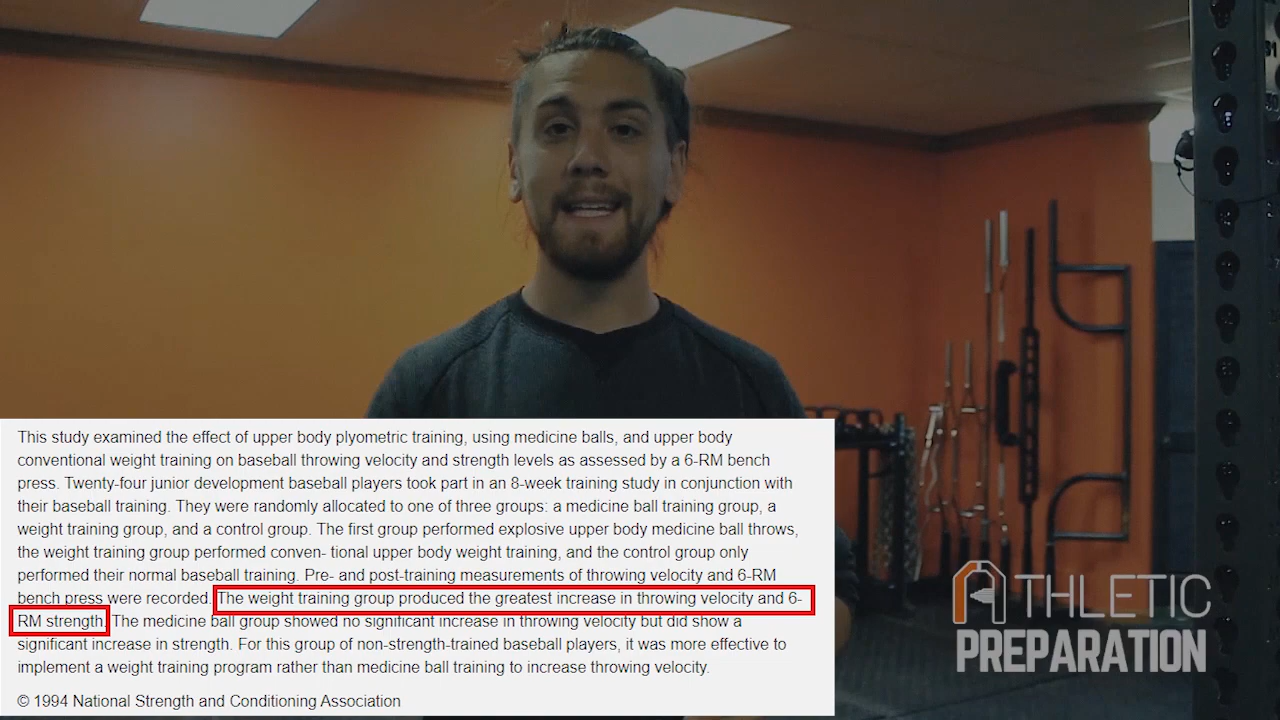 This study examined the effect of upper body plyometric training, using medicine balls, and upper body
conventional weight training on baseball throwing velocity and strength levels as assessed by a 6-RM bench
press. Twenty-four junior development baseball players took part in an 8-week training study in conjunction with
their baseball training. They were randomly allocated to one of three groups: a medicine ball training group, a
weight training group, and a control group. The first group performed explosive upper body medicine ball throws,
the weight training group performed conven- tional upper body weight training, and the control group only
performed their normal baseball training. Pre- and post-training measurements of throwing velocity and 6-RM
bench press were recorded. The weight training group produced the greatest increase in throwing velocity and 6-
RM strength. The medicine ball group showed no significant increase in throwing velocity but did show a
significant increase in strength. For this group of non-strength-trained baseball players, it was more effective to
implement a weight training program rather than medicine ball training to increase throwing velocity.
© 1994 National Strength and Conditioning Association
ATHLETIC
PREPARATION